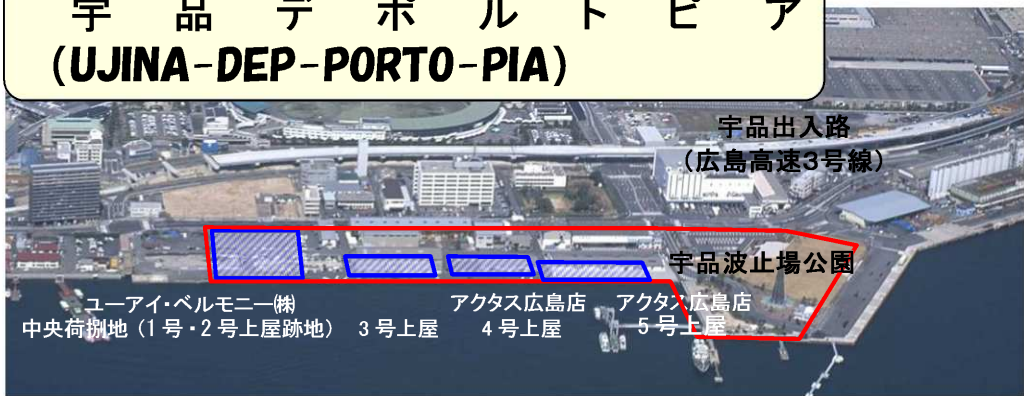 宇品デポルトピア
(UJINA-DEP-PORTO-PIA)
宇品出入路
(広島高速3号線)
宇品波止場公園
ユーアイ・ベルモニー㈱
中央荷捌地(1号・2号上屋跡地)
3号上屋
アクタス広島店
4号上屋
アクタス広島店
5号上屋